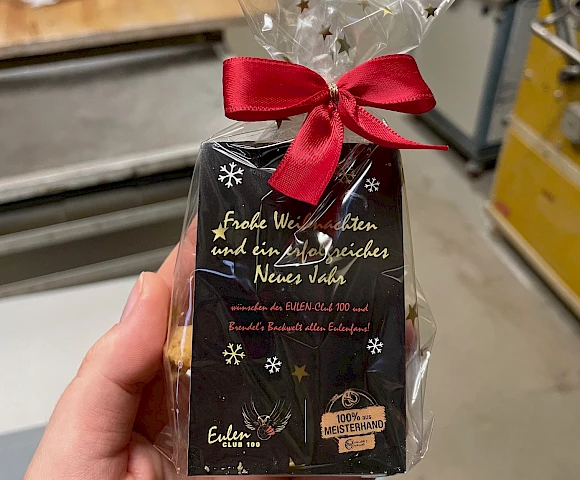 Frohe Weihnachten
und ein erfolgreiches
Neues Jahr
wünschen der EULEN-Club 100 und
Brendel's Backwelt allen Eulenfans!
Eulen
CLUB 100
100% aus
MEISTERHAND